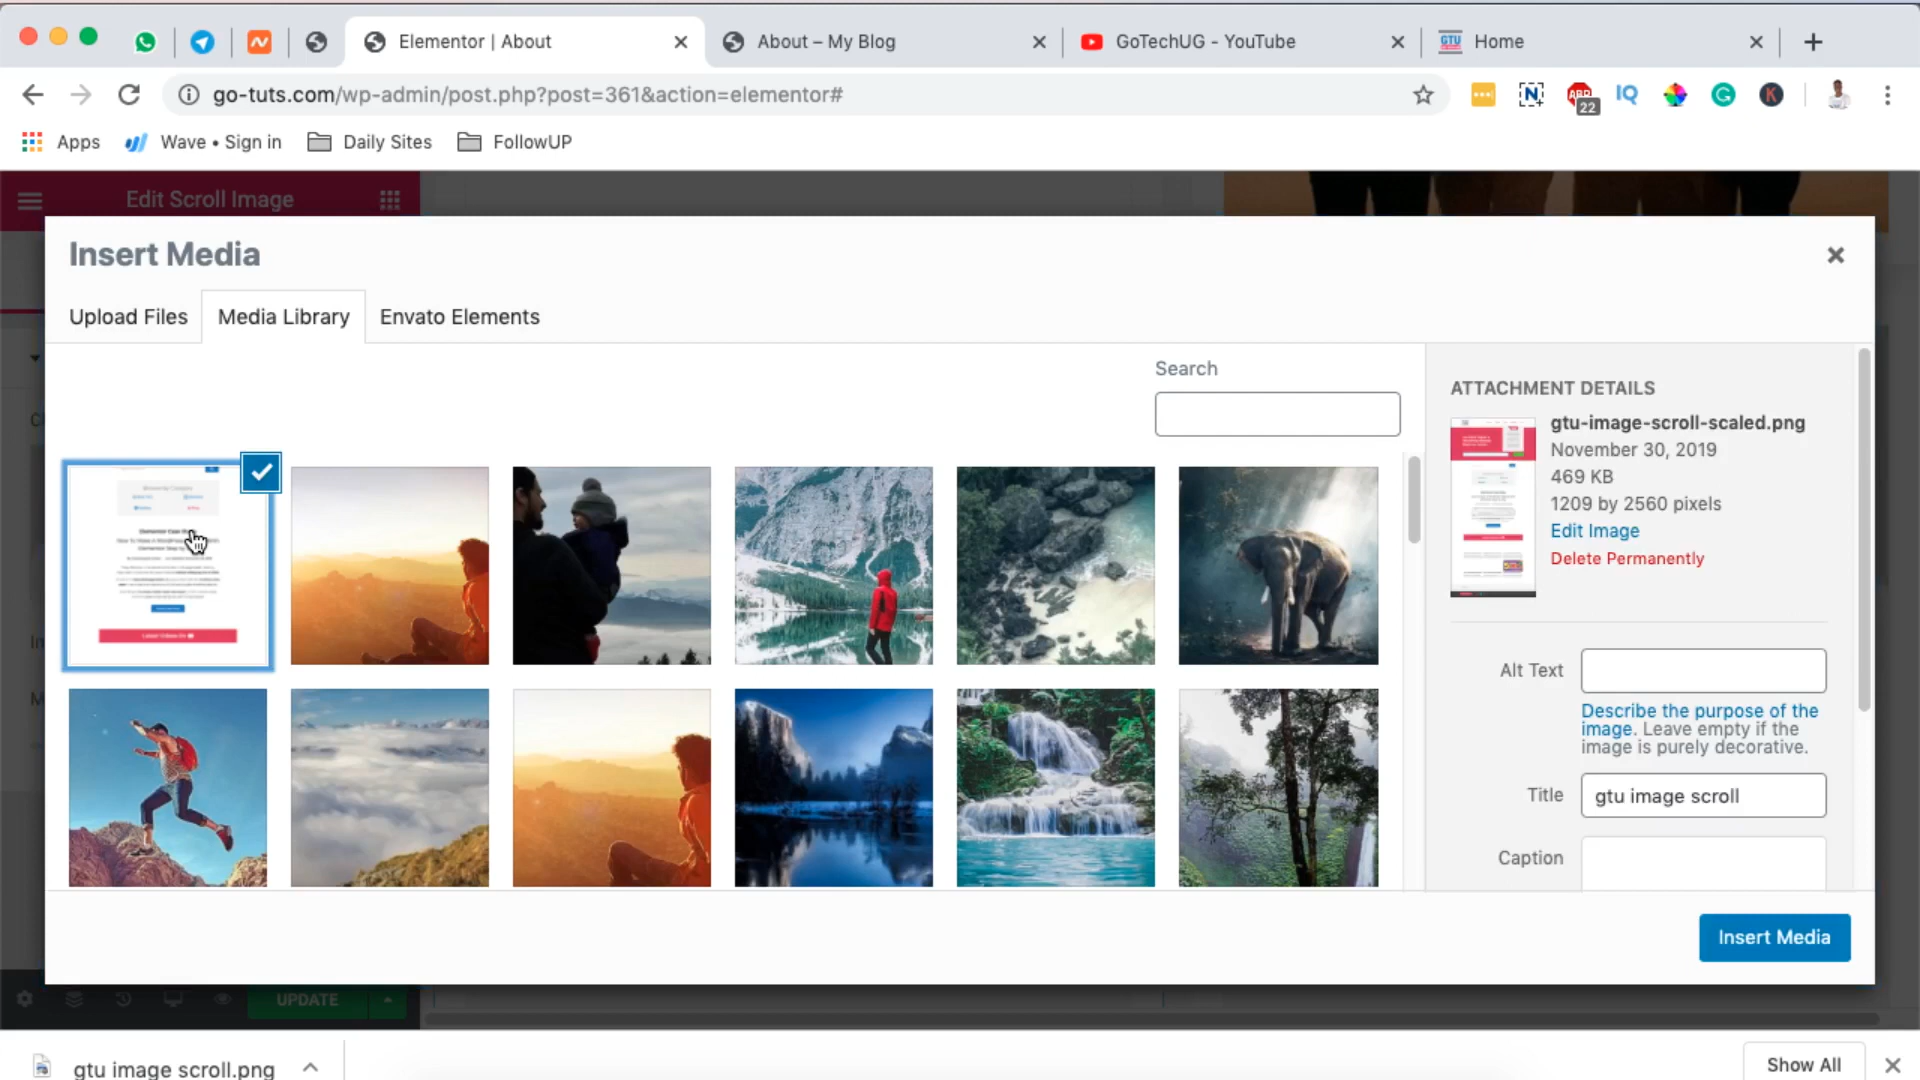 Elementor | About
About – My Blog
GoTechUG - YouTube
GTU
Home
go-tuts.com/wp-admin/post.php?post=361&action=elementor#
ABP
22
IQ
Apps
Wave • Sign in
Daily Sites
FollowUP
Edit Scroll Image
Insert Media
Upload Files
Media Library
Envato Elements
Search
ATTACHMENT DETAILS
gtu-image-scroll-scaled.png
November 30, 2019
469 KB
1209 by 2560 pixels
Edit Image
Delete Permanently
Alt Text
Describe the purpose of the
image. Leave empty if the
image is purely decorative.
Title
gtu image scroll
Caption
Insert Media
UPDATE
gtu image scroll.png
Show All